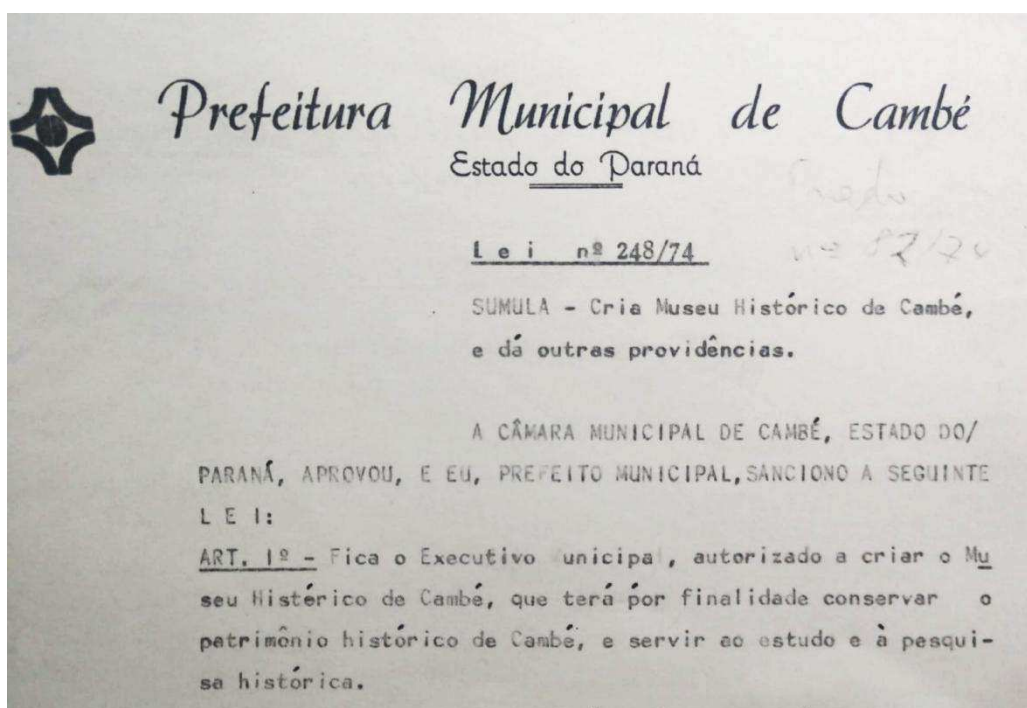 Prefeitura Municipal de Cambé
Estado do Paraná
Lei nº 248/74
SUMULA - Cria Museu Histórico de Cambé,
e dá outras providências.
A CÂMARA MUNICIPAL DE CAMBÉ, ESTADO DO/
PARANÁ, APROVOU, E EU, PREFEITO MUNICIPAL, SANCIONO A SEGUINTE
L E I:
ART. 1º - Fica o Executivo unicipal, autorizado a criar o Mu
seu Histórico de Cambé, que terá por finalidade conservar o
patrimônio histórico de Cambé, e servir ao estudo e à pesqui-
sa histórica.